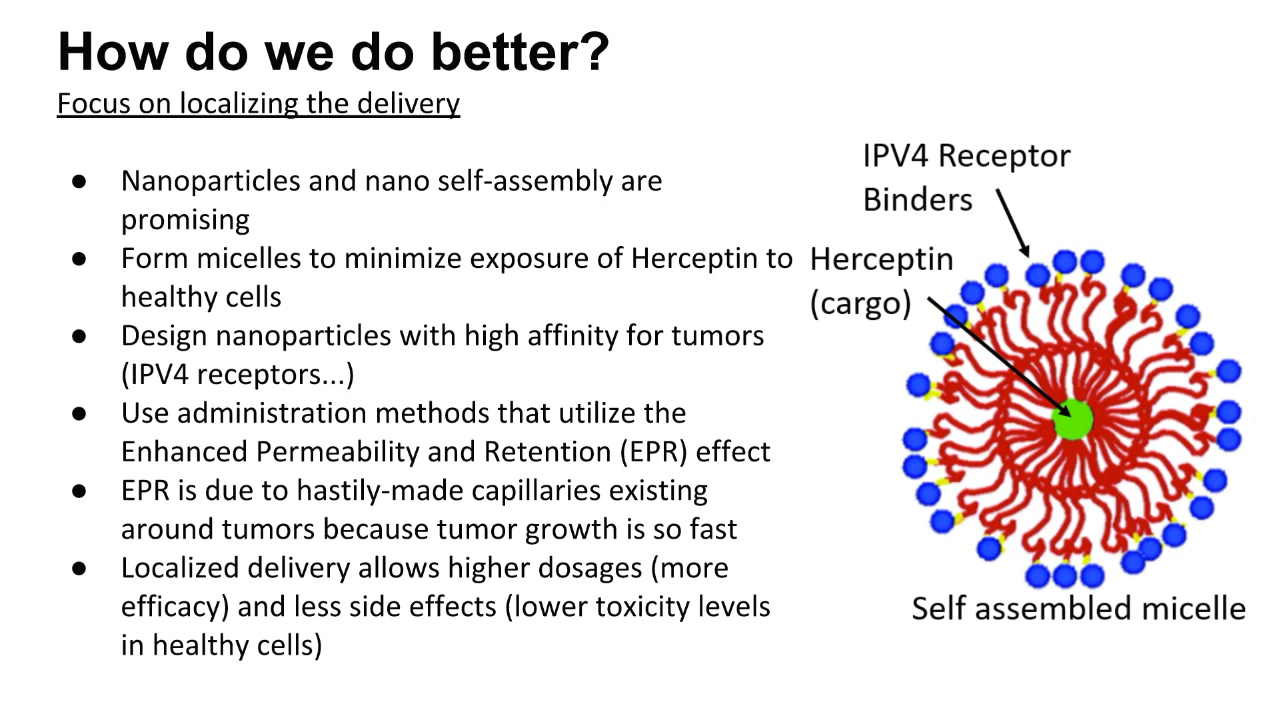 How do we do better?
Focus on localizing the delivery
● Nanoparticles and nano self-assembly are
promising
● Form micelles to minimize exposure of Herceptin to
healthy cells
● Design nanoparticles with high affinity for tumors
(IPV4 receptors...)
● Use administration methods that utilize the
Enhanced Permeability and Retention (EPR) effect
● EPR is due to hastily-made capillaries existing
around tumors because tumor growth is so fast
● Localized delivery allows higher dosages (more
efficacy) and less side effects (lower toxicity levels
in healthy cells)
IPV4 Receptor
Binders
Herceptin
(cargo)
Self assembled micelle